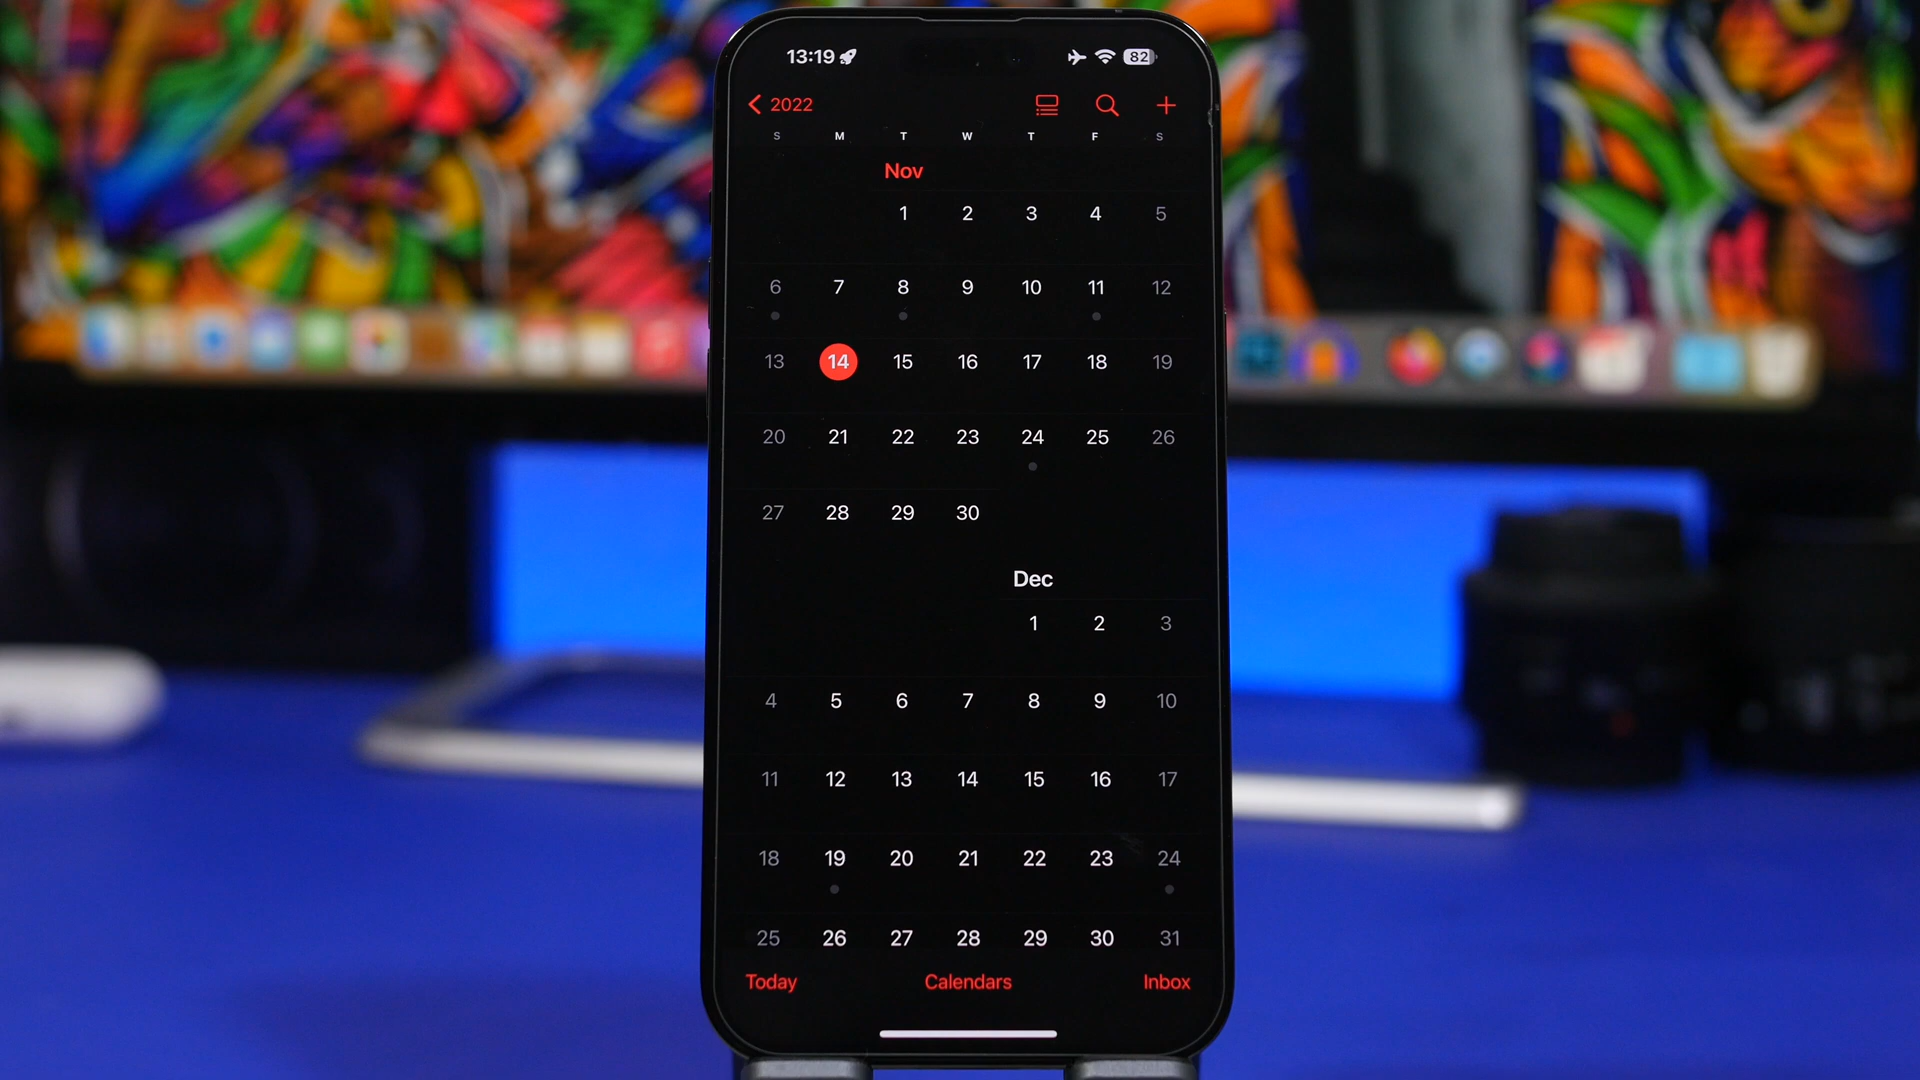 13:19 82
2022
S M T W T F S
Nov
1 2 3 4 5
6 7 8 9 10 11 12
13 14 15 16 17 18 19
20 21 22 23 24 25 26
27 28 29 30
Dec
1 2 3
4 5 6 7 8 9 10
11 12 13 14 15 16 17
18 19 20 21 22 23 24
25 26 27 28 29 30 31
Today Calendars Inbox